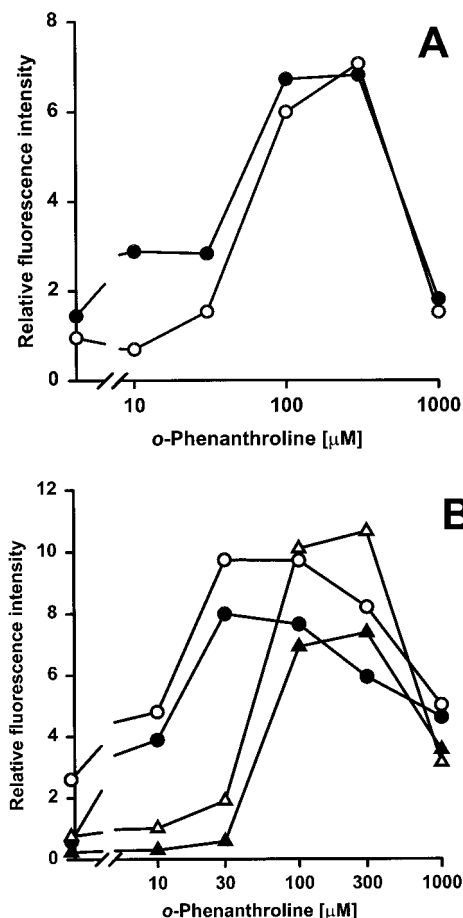 A
8
6
4
2
0
Relative fluorescence intensity
10 100 1000
o-Phenanthroline [μM]
B
12
10
8
6
4
2
0
Relative fluorescence intensity
10 30 100 300 1000
o-Phenanthroline [μM]